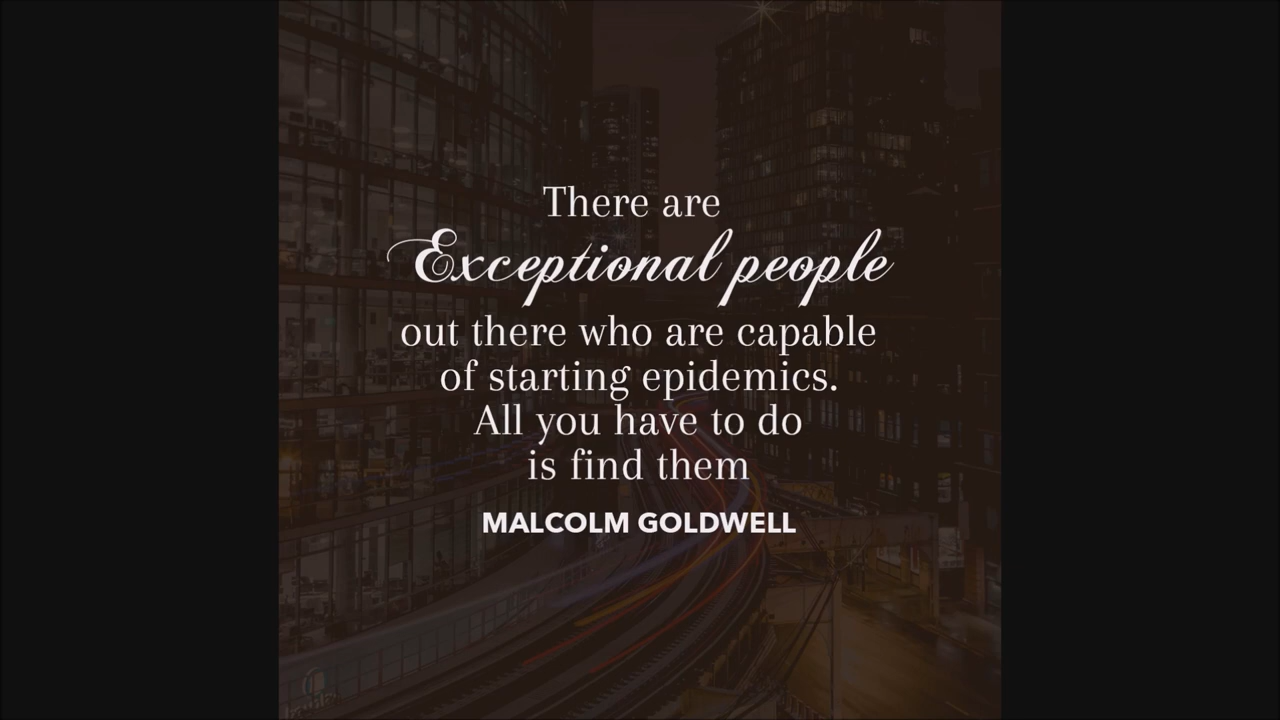 There are
Exceptional people
out there who are capable
of starting epidemics.
All you have to do
is find them
MALCOLM GOLDWELL